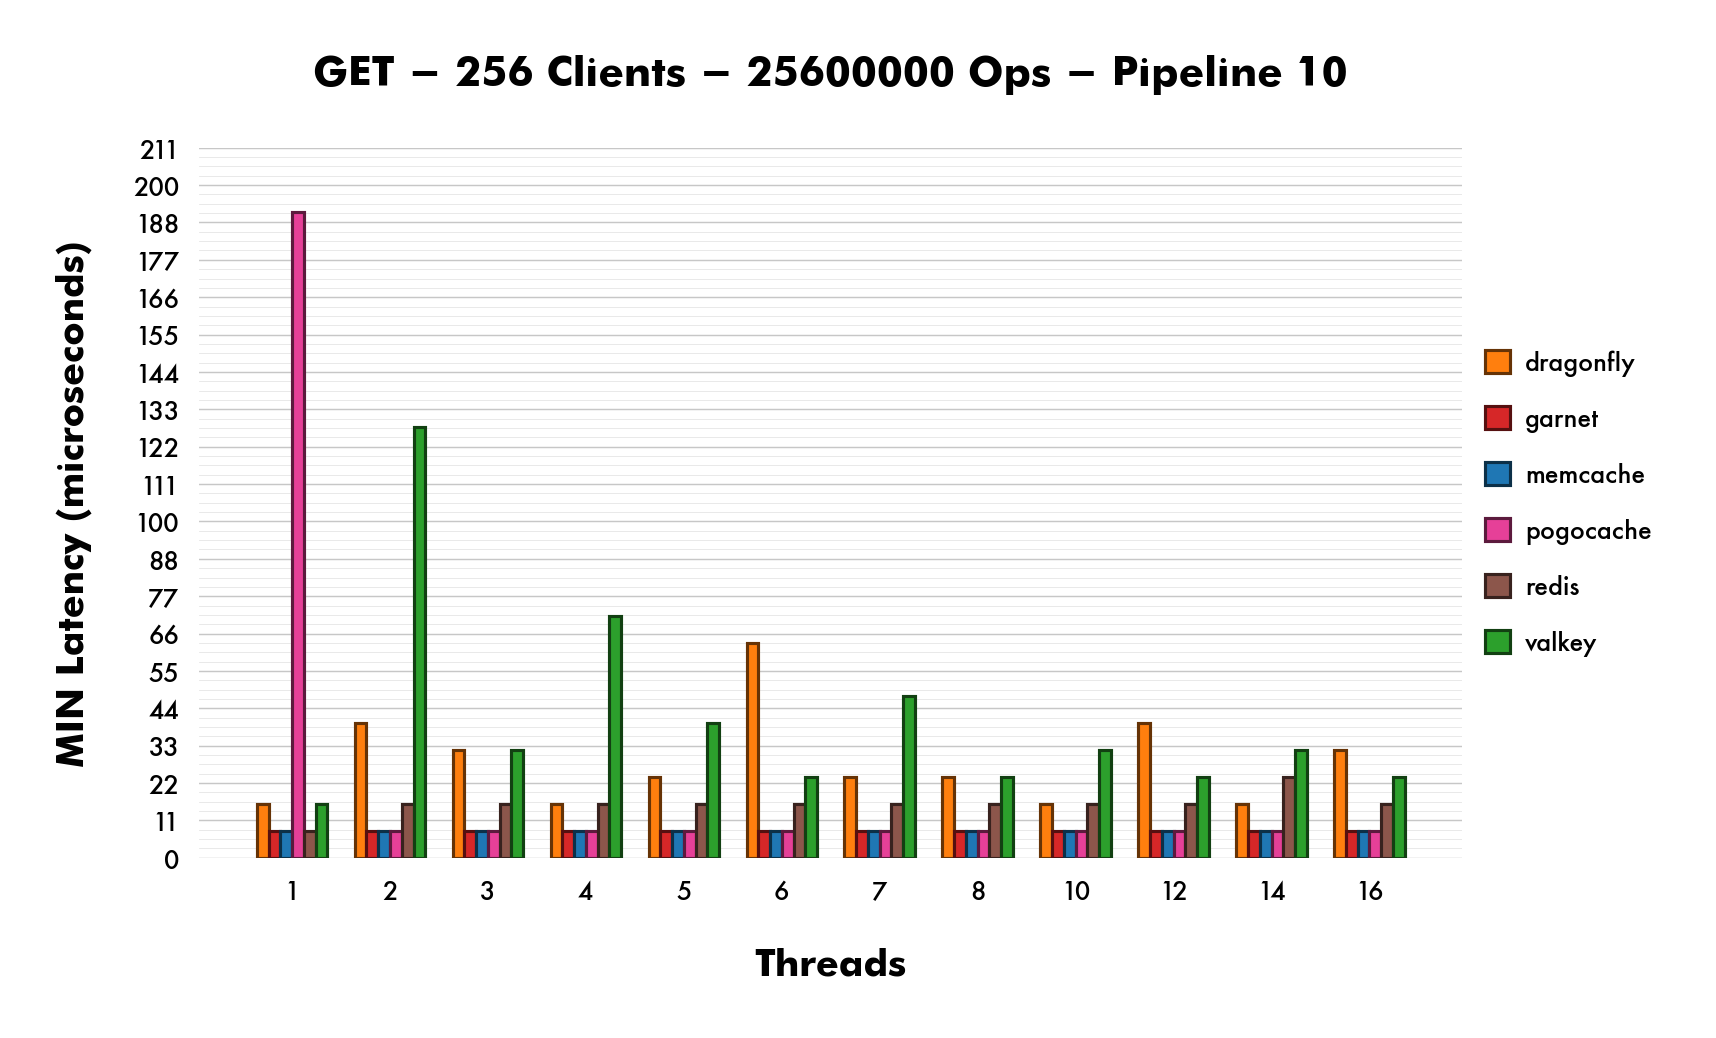 GET – 256 Clients – 25600000 Ops – Pipeline 10
MIN Latency (microseconds)
211
200
188
177
166
155
144
133
122
111
100
88
77
66
55
44
33
22
11
0
1 2 3 4 5 6 7 8 10 12 14 16
Threads
dragonfly
garnet
memcache
pogocache
redis
valkey